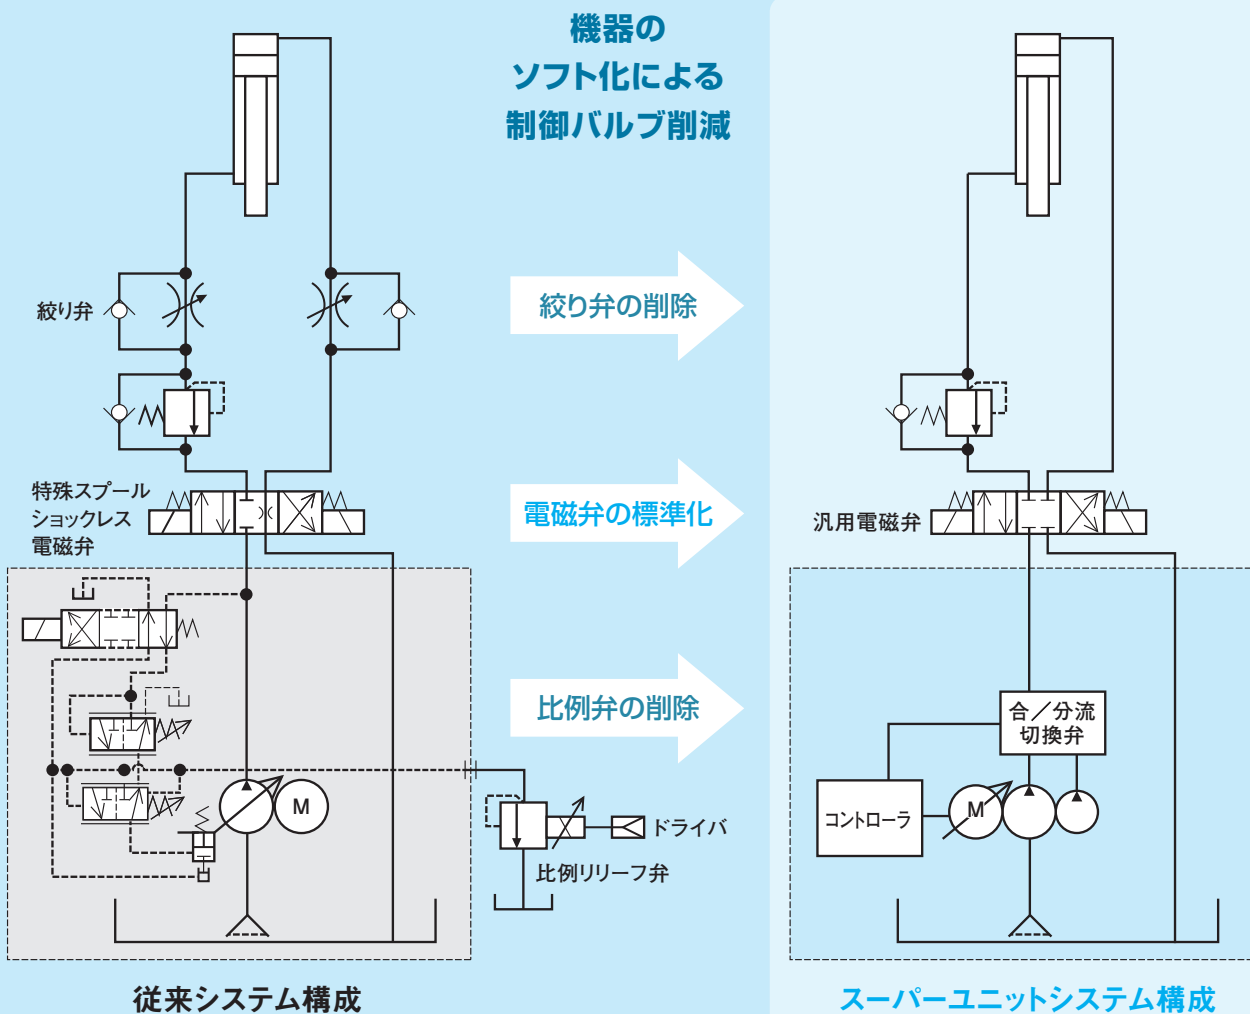 機器の
ソフト化による
制御バルブ削減
絞り弁
特殊スプール
ショックレス
電磁弁
M
ドライバ
比例リリーフ弁
従来システム構成
絞り弁の削除
電磁弁の標準化
比例弁の削除
汎用電磁弁
合／分流
切換弁
コントローラ
M
スーパーユニットシステム構成